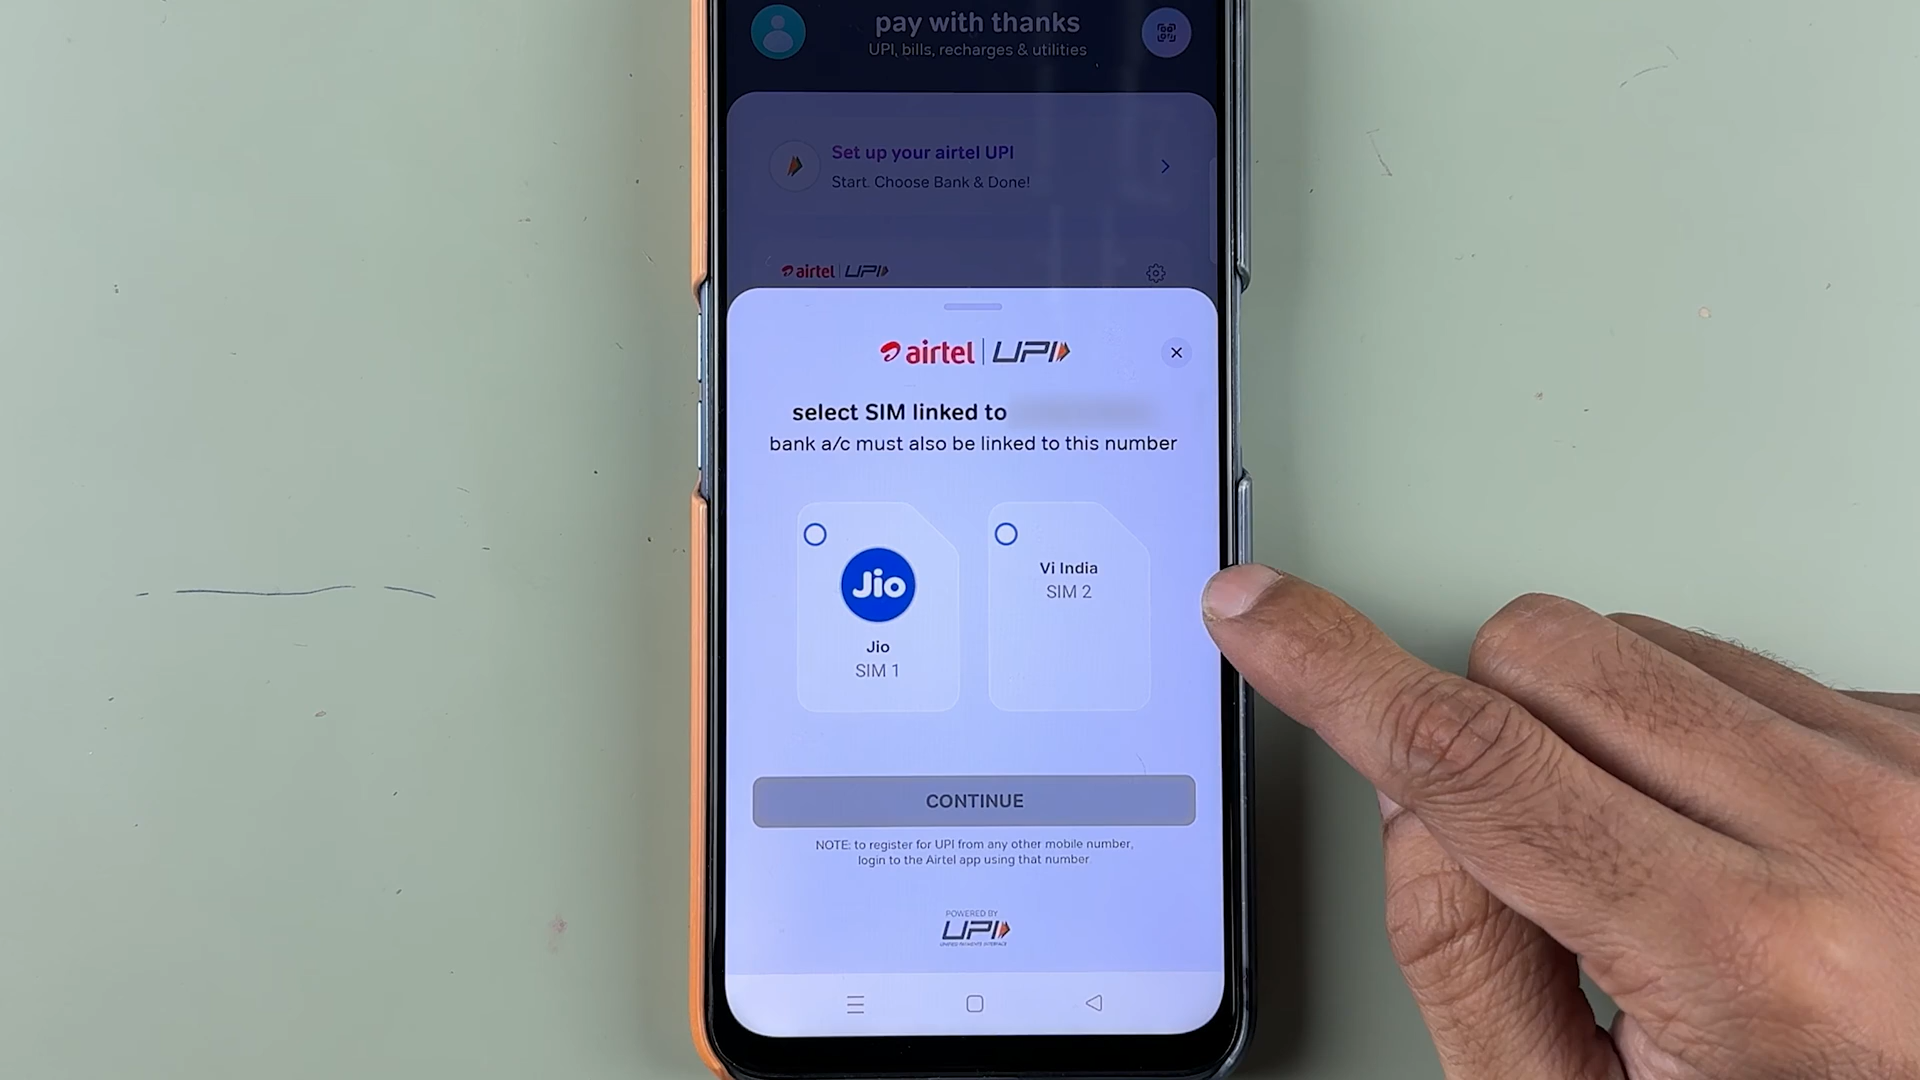 pay with thanks
UPI, bills, recharges & utilities
Set up your airtel UPI
Start. Choose Bank & Done!
airtel | UPI
airtel | UPI
select SIM linked to
bank a/c must also be linked to this number
Jio
Jio
SIM 1
Vi India
SIM 2
CONTINUE
NOTE: to register for UPI from any other mobile number,
login to the Airtel app using that number.
POWERED BY
UPI
UNIFIED PAYMENTS INTERFACE